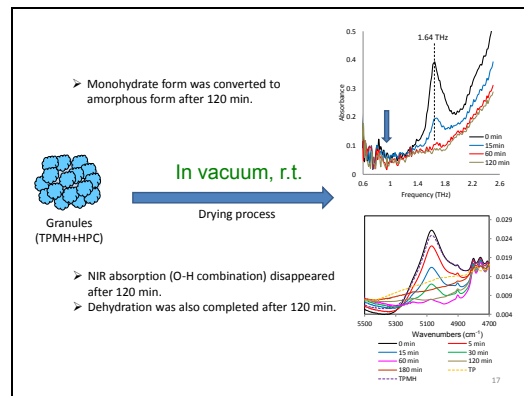 ➢ Monohydrate form was converted to
amorphous form after 120 min.
In vacuum, r.t.
Drying process
Granules
(TPMH+HPC)
➢ NIR absorption (O-H combination) disappeared
after 120 min.
➢ Dehydration was also completed after 120 min.
1.64 THz
0.5
0.4
0.3
0.2
0.1
0
Absorbance
0 min
15min
60 min
120 min
0.6 1 1.4 1.8 2.2 2.6
Frequency (THz)
0.029
0.024
0.019
0.014
0.009
0.004
5500 5300 5100 4900 4700
Wavenumbers (cm⁻¹)
0 min 5 min
15 min 30 min
60 min 120 min
180 min TP
TPMH
17